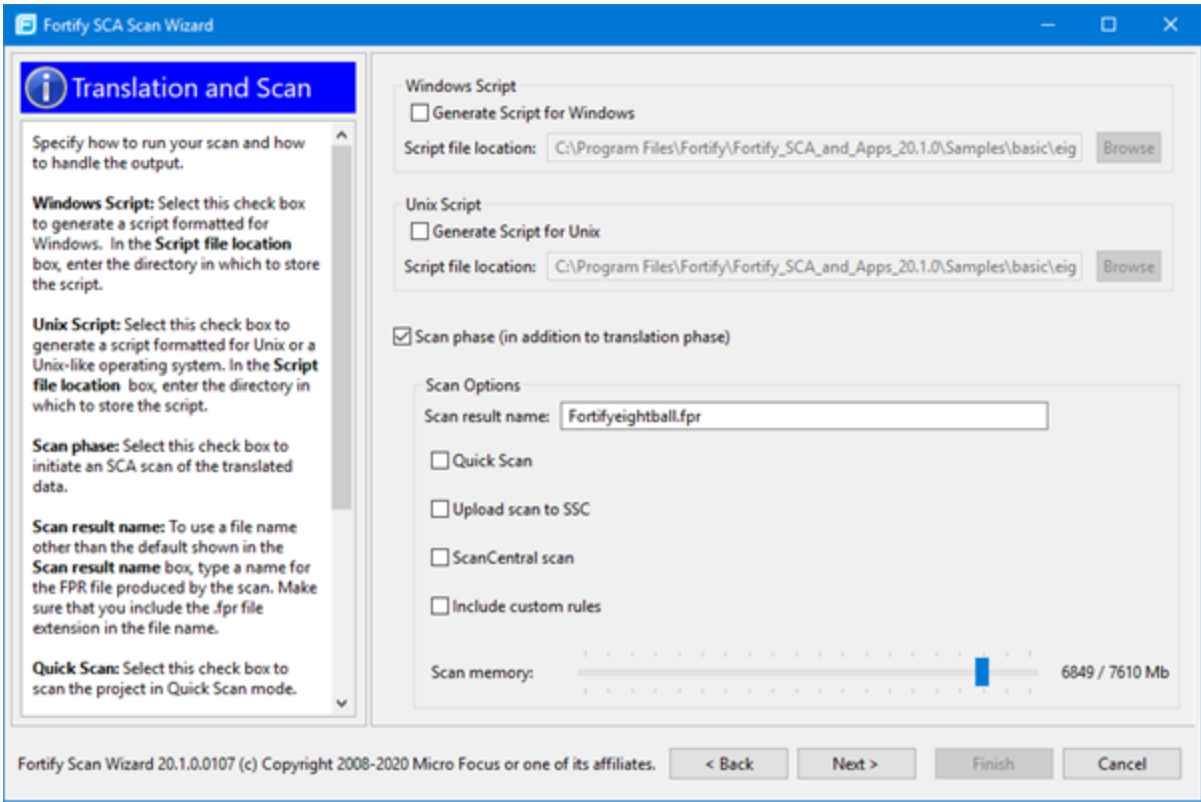 Fortify SCA Scan Wizard
Translation and Scan
Specify how to run your scan and how
to handle the output.
Windows Script: Select this check box
to generate a script formatted for
Windows. In the Script file location
box, enter the directory in which to store
the script.
Unix Script: Select this check box to
generate a script formatted for Unix or a
Unix-like operating system. In the Script
file location box, enter the directory in
which to store the script.
Scan phase: Select this check box to
initiate an SCA scan of the translated
data.
Scan result name: To use a file name
other than the default shown in the
Scan result name box, type a name for
the FPR file produced by the scan. Make
sure that you include the .fpr file
extension in the file name.
Quick Scan: Select this check box to
scan the project in Quick Scan mode.
Windows Script
Generate Script for Windows
Script file location: C:\Program Files\Fortify\Fortify_SCA_and_Apps_20.1.0\Samples\basic\eig Browse
Unix Script
Generate Script for Unix
Script file location: C:\Program Files\Fortify\Fortify_SCA_and_Apps_20.1.0\Samples\basic\eig Browse
Scan phase (in addition to translation phase)
Scan Options
Scan result name: Fortifyeightball.fpr
Quick Scan
Upload scan to SSC
ScanCentral scan
Include custom rules
Scan memory: 6849 / 7610 Mb
Fortify Scan Wizard 20.1.0.0107 (c) Copyright 2008-2020 Micro Focus or one of its affiliates. < Back Next > Finish Cancel